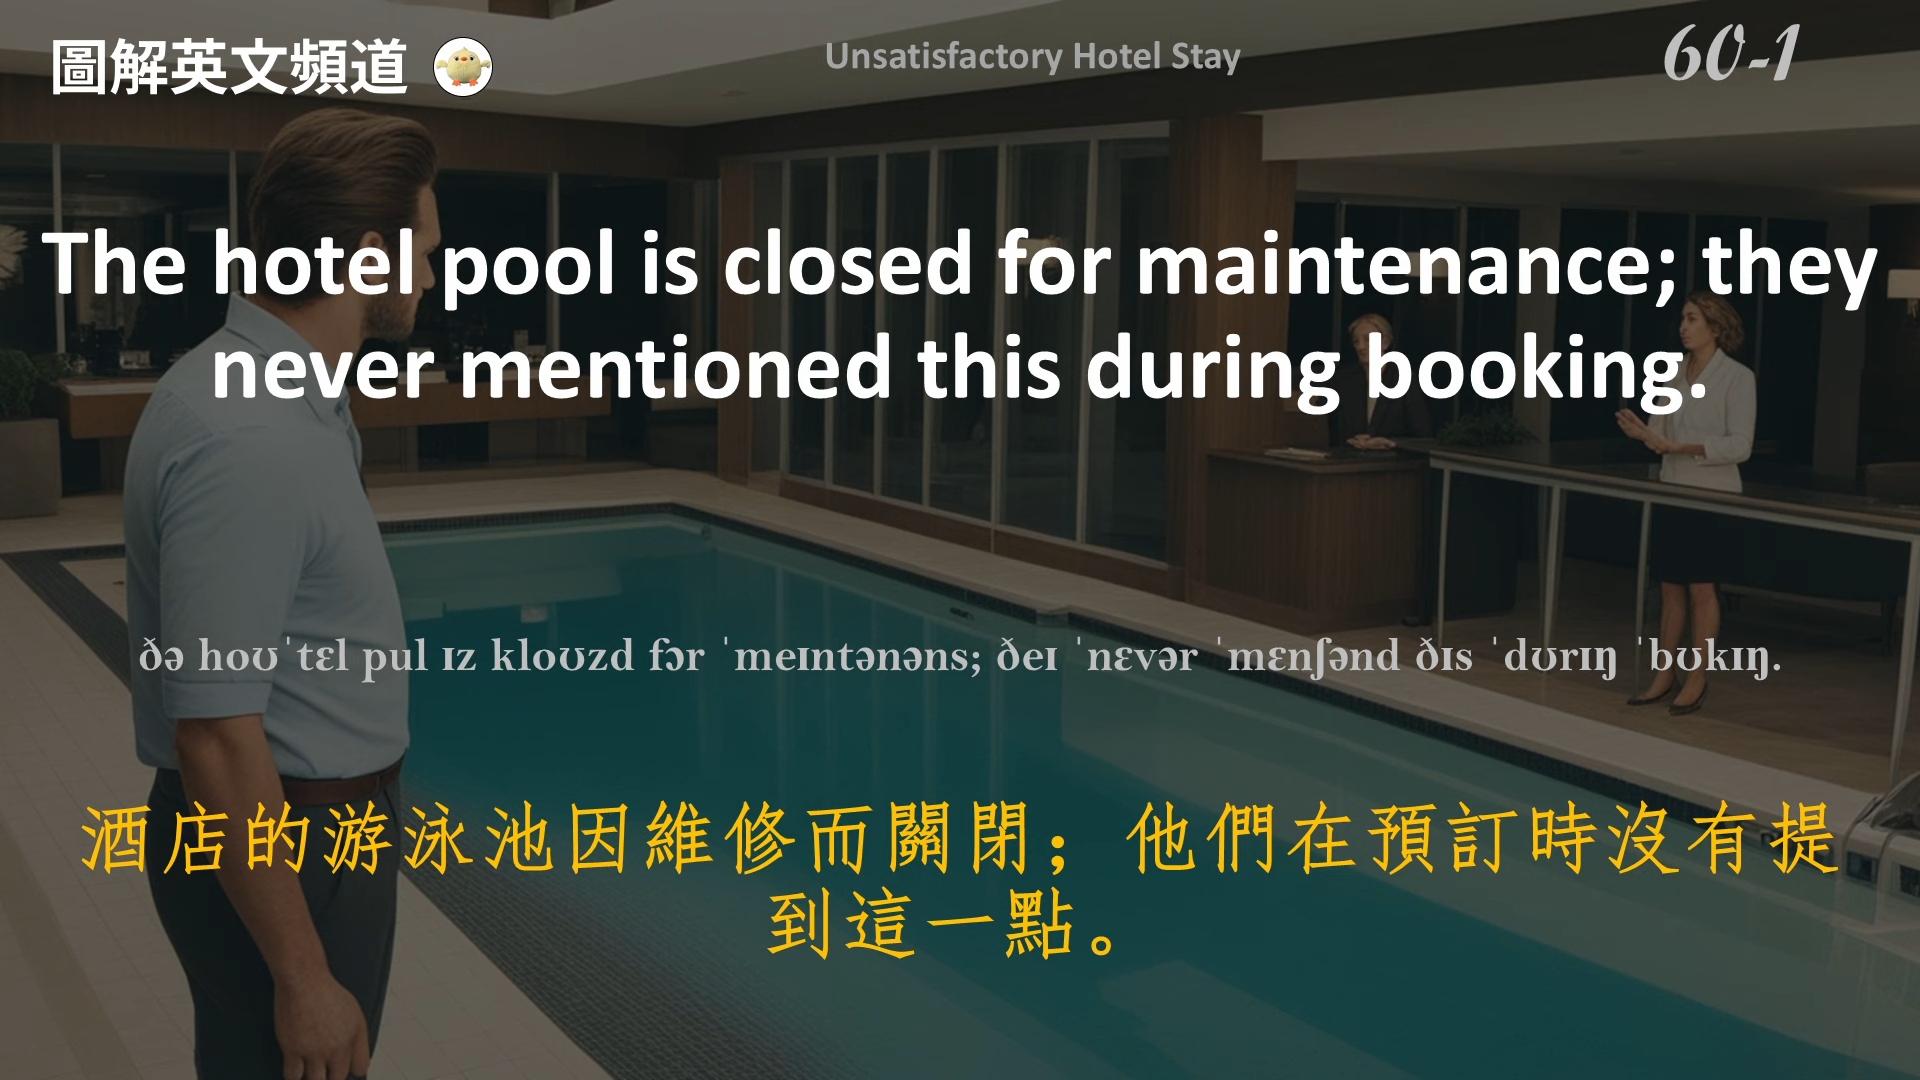 圖解英文頻道
Unsatisfactory Hotel Stay
60-1
The hotel pool is closed for maintenance; they
never mentioned this during booking.
ðə hoʊˈtɛl pul ɪz kloʊzd fɔr ˈmeɪntənəns; ðeɪ ˈnɛvər ˈmɛnʃənd ðɪs ˈdʊrɪŋ ˈbʊkɪŋ.
酒店的游泳池因維修而關閉；他們在預訂時沒有提
到這一點。